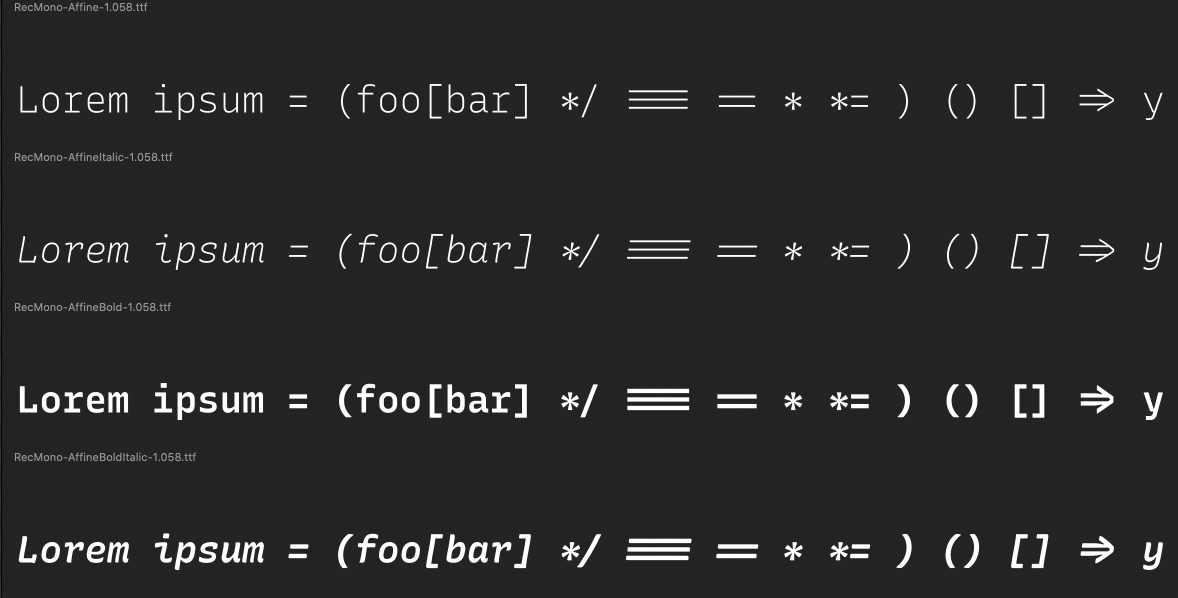 RecMono-Affine-1.058.ttf
Lorem ipsum = (foo[bar] */ === == * *= ) () [] => y
RecMono-AffineItalic-1.058.ttf
Lorem ipsum = (foo[bar] */ === == * *= ) () [] => y
RecMono-AffineBold-1.058.ttf
Lorem ipsum = (foo[bar] */ === == * *= ) () [] => y
RecMono-AffineBoldItalic-1.058.ttf
Lorem ipsum = (foo[bar] */ === == * *= ) () [] => y